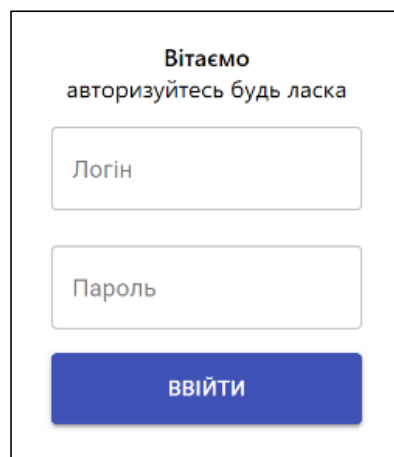 Вітаємо
авторизуйтесь будь ласка
Логін
Пароль
ВВІЙТИ